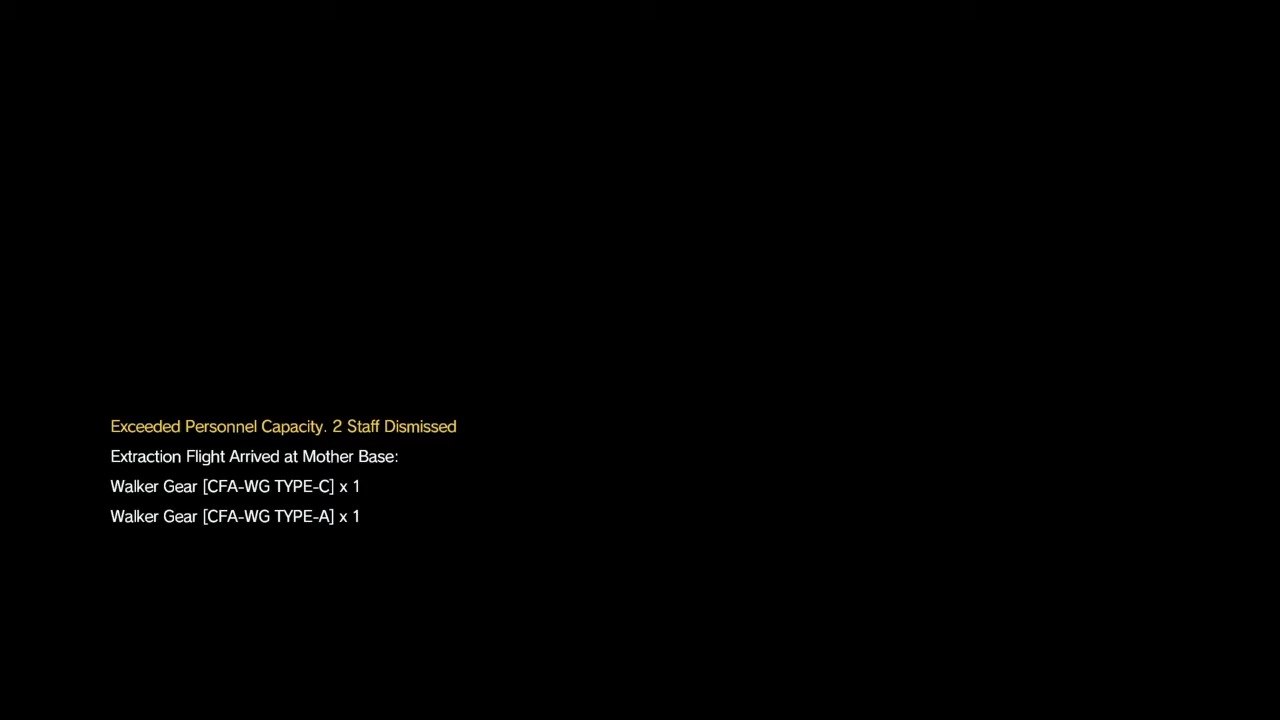 Exceeded Personnel Capacity. 2 Staff Dismissed
Extraction Flight Arrived at Mother Base:
Walker Gear [CFA-WG TYPE-C] x 1
Walker Gear [CFA-WG TYPE-A] x 1